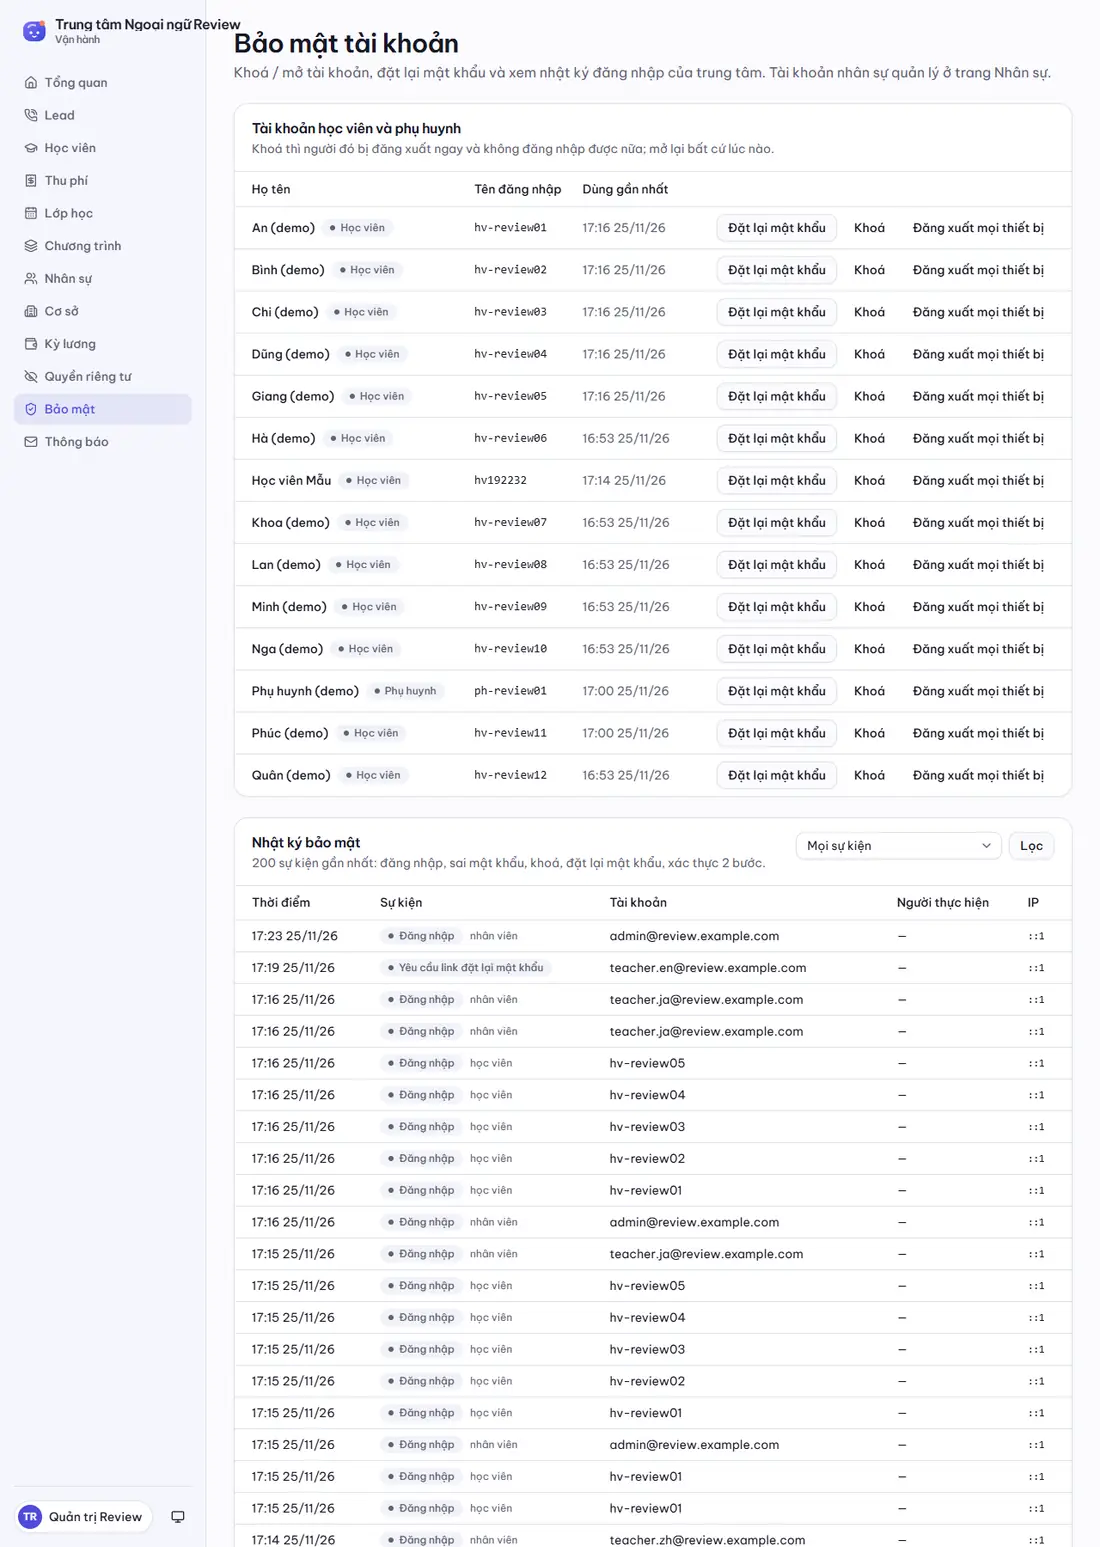 Trung tâm Ngoại ngữ Review
Vận hành
Tổng quan
Lead
Học viên
Thu phí
Lớp học
Chương trình
Nhân sự
Cơ sở
Kỳ lương
Quyền riêng tư
Bảo mật
Thông báo
Bảo mật tài khoản
Khoá / mở tài khoản, đặt lại mật khẩu và xem nhật ký đăng nhập của trung tâm. Tài khoản nhân sự quản lý ở trang Nhân sự.
Tài khoản học viên và phụ huynh
Khoá thì người đó bị đăng xuất ngay và không đăng nhập được nữa; mở lại bất cứ lúc nào.
Họ tên Tên đăng nhập Dùng gần nhất
An (demo) Học viên hv-review01 17:16 25/11/26 Đặt lại mật khẩu Khoá Đăng xuất mọi thiết bị
Bình (demo) Học viên hv-review02 17:16 25/11/26 Đặt lại mật khẩu Khoá Đăng xuất mọi thiết bị
Chi (demo) Học viên hv-review03 17:16 25/11/26 Đặt lại mật khẩu Khoá Đăng xuất mọi thiết bị
Dũng (demo) Học viên hv-review04 17:16 25/11/26 Đặt lại mật khẩu Khoá Đăng xuất mọi thiết bị
Giang (demo) Học viên hv-review05 17:16 25/11/26 Đặt lại mật khẩu Khoá Đăng xuất mọi thiết bị
Hà (demo) Học viên hv-review06 16:53 25/11/26 Đặt lại mật khẩu Khoá Đăng xuất mọi thiết bị
Học viên Mẫu Học viên hv192232 17:14 25/11/26 Đặt lại mật khẩu Khoá Đăng xuất mọi thiết bị
Khoa (demo) Học viên hv-review07 16:53 25/11/26 Đặt lại mật khẩu Khoá Đăng xuất mọi thiết bị
Lan (demo) Học viên hv-review08 16:53 25/11/26 Đặt lại mật khẩu Khoá Đăng xuất mọi thiết bị
Minh (demo) Học viên hv-review09 16:53 25/11/26 Đặt lại mật khẩu Khoá Đăng xuất mọi thiết bị
Nga (demo) Học viên hv-review10 16:53 25/11/26 Đặt lại mật khẩu Khoá Đăng xuất mọi thiết bị
Phụ huynh (demo) Phụ huynh ph-review01 17:00 25/11/26 Đặt lại mật khẩu Khoá Đăng xuất mọi thiết bị
Phúc (demo) Học viên hv-review11 17:00 25/11/26 Đặt lại mật khẩu Khoá Đăng xuất mọi thiết bị
Quân (demo) Học viên hv-review12 16:53 25/11/26 Đặt lại mật khẩu Khoá Đăng xuất mọi thiết bị
Nhật ký bảo mật
200 sự kiện gần nhất: đăng nhập, sai mật khẩu, khoá, đặt lại mật khẩu, xác thực 2 bước.
Mọi sự kiện Lọc
Thời điểm Sự kiện Tài khoản Người thực hiện IP
17:23 25/11/26 Đăng nhập nhân viên admin@review.example.com – ::1
17:19 25/11/26 Yêu cầu link đặt lại mật khẩu teacher.en@review.example.com – ::1
17:16 25/11/26 Đăng nhập nhân viên teacher.ja@review.example.com – ::1
17:16 25/11/26 Đăng nhập nhân viên teacher.ja@review.example.com – ::1
17:16 25/11/26 Đăng nhập học viên hv-review05 – ::1
17:16 25/11/26 Đăng nhập học viên hv-review04 – ::1
17:16 25/11/26 Đăng nhập học viên hv-review03 – ::1
17:16 25/11/26 Đăng nhập học viên hv-review02 – ::1
17:16 25/11/26 Đăng nhập học viên hv-review01 – ::1
17:16 25/11/26 Đăng nhập nhân viên admin@review.example.com – ::1
17:15 25/11/26 Đăng nhập nhân viên teacher.ja@review.example.com – ::1
17:15 25/11/26 Đăng nhập học viên hv-review05 – ::1
17:15 25/11/26 Đăng nhập học viên hv-review04 – ::1
17:15 25/11/26 Đăng nhập học viên hv-review03 – ::1
17:15 25/11/26 Đăng nhập học viên hv-review02 – ::1
17:15 25/11/26 Đăng nhập học viên hv-review01 – ::1
17:15 25/11/26 Đăng nhập nhân viên admin@review.example.com – ::1
17:15 25/11/26 Đăng nhập học viên hv-review01 – ::1
17:15 25/11/26 Đăng nhập học viên hv-review01 – ::1
17:14 25/11/26 Đăng nhập nhân viên teacher.zh@review.example.com – ::1
TR Quản trị Review